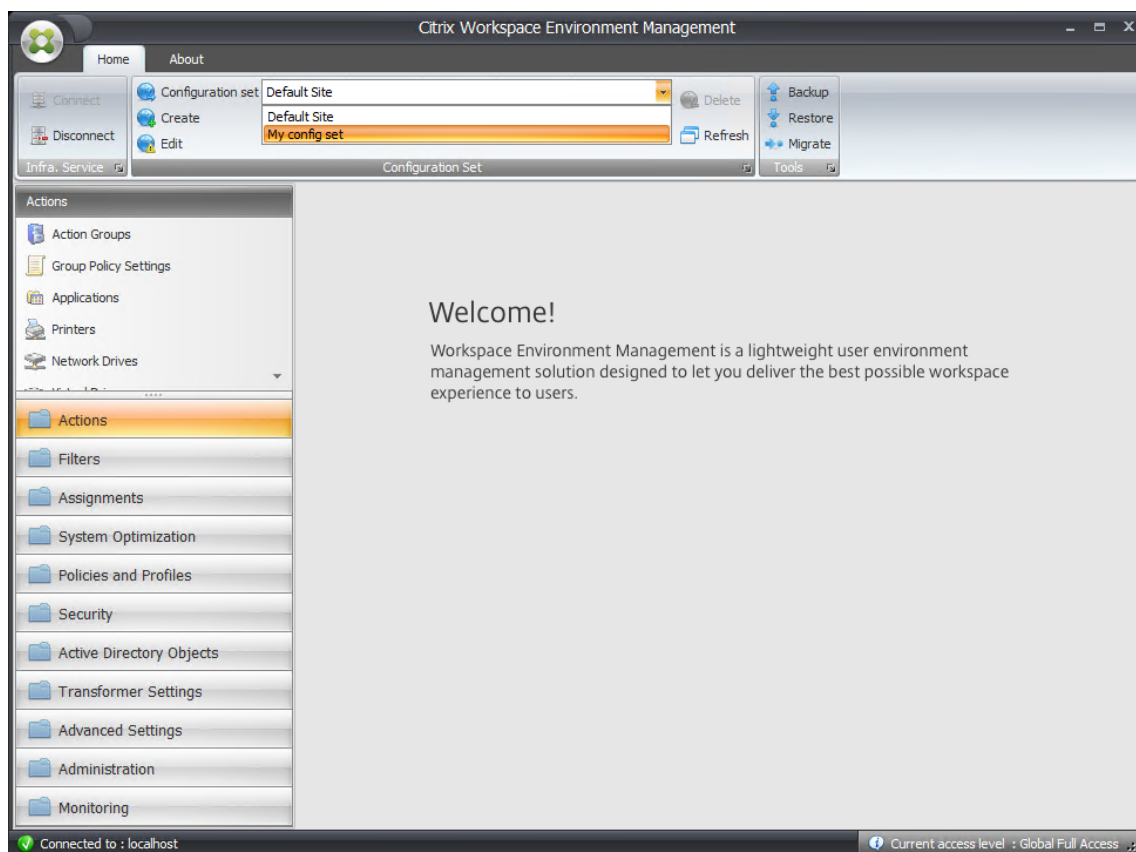 Citrix Workspace Environment Management
Home About
Connect
Disconnect
Infra. Service
Configuration set Default Site
Create
Edit
Default Site
My config set
Delete
Refresh
Configuration Set
Backup
Restore
Migrate
Tools
Actions
Action Groups
Group Policy Settings
Applications
Printers
Network Drives
Actions
Filters
Assignments
System Optimization
Policies and Profiles
Security
Active Directory Objects
Transformer Settings
Advanced Settings
Administration
Monitoring
Welcome!
Workspace Environment Management is a lightweight user environment
management solution designed to let you deliver the best possible workspace
experience to users.
Connected to : localhost
Current access level : Global Full Access